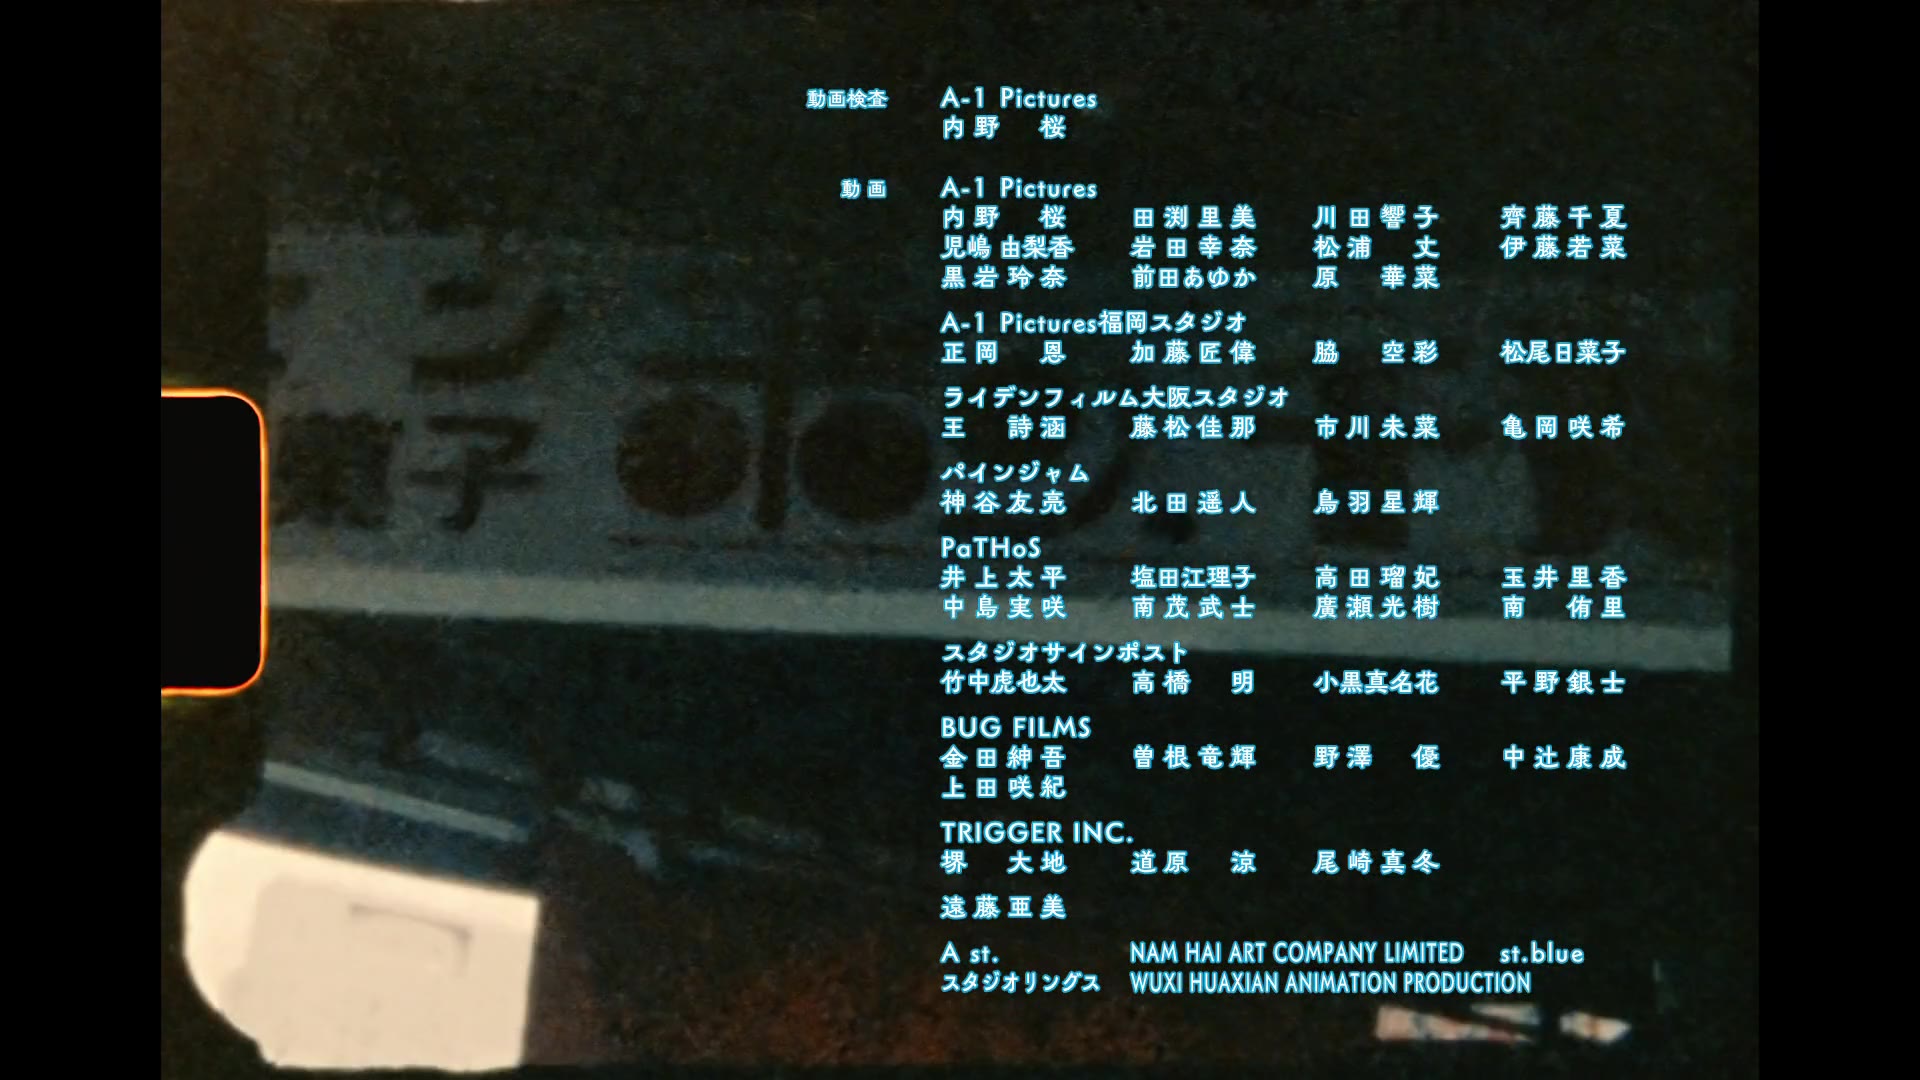 動画検査 A-1 Pictures
内野 桜
動画 A-1 Pictures
内野 桜 田渕里美 川田響子 齊藤千夏
児嶋由梨香 岩田幸奈 松浦 丈 伊藤若菜
黒岩玲奈 前田あゆか 原 華菜
A-1 Pictures福岡スタジオ
正岡 恩 加藤匠偉 脇 空彩 松尾日菜子
ライデンフィルム大阪スタジオ
王 詩涵 藤松佳那 市川未菜 亀岡咲希
パインジャム
神谷友亮 北田遥人 鳥羽星輝
PaTHoS
井上太平 塩田江理子 高田瑠妃 玉井里香
中島実咲 南茂武士 廣瀬光樹 南 侑里
スタジオサインポスト
竹中虎也太 高橋 明 小黒真名花 平野銀士
BUG FILMS
金田紳吾 曽根竜輝 野澤 優 中辻康成
上田咲紀
TRIGGER INC.
堺 大地 道原 涼 尾崎真冬
遠藤亜美
A st. NAM HAI ART COMPANY LIMITED st.blue
スタジオリングス WUXI HUAXIAN ANIMATION PRODUCTION